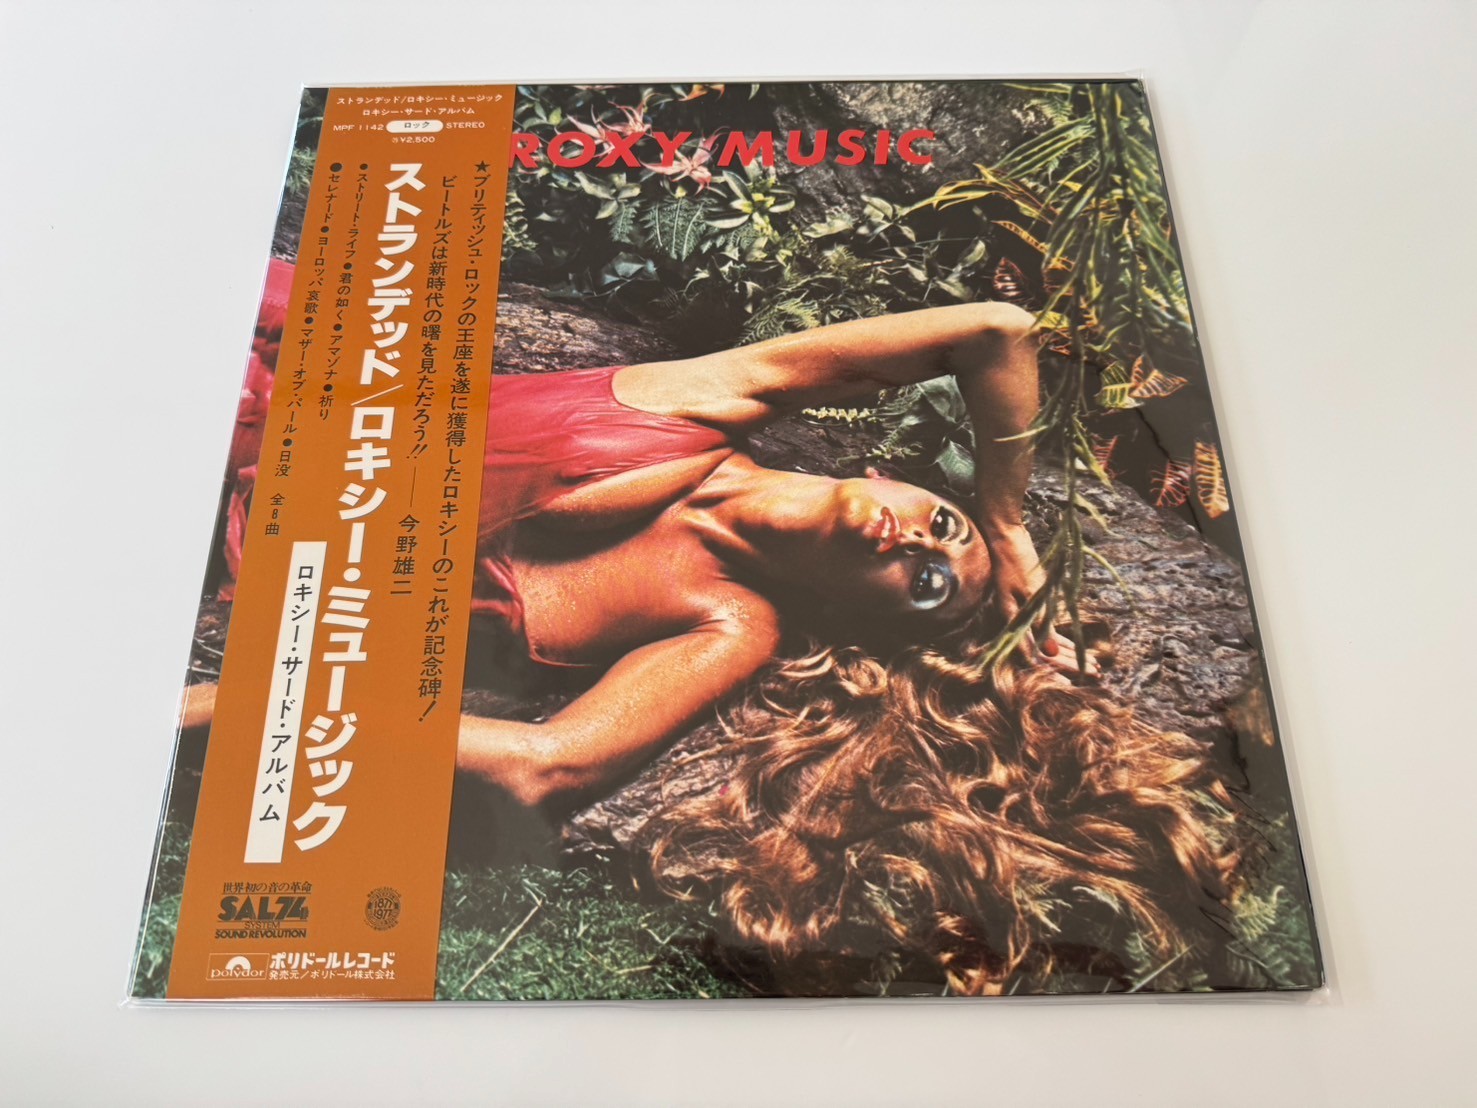 ストランデッド/ロキシー・ミュージック
ロキシー・サード・アルバム
MPF 1142 ロック STEREO
¥2,500
ROXY MUSIC
★ブリティッシュ・ロックの王座を遂に獲得したロキシーのこれが記念碑!
ビートルズは新時代の曙を見ただろう!!――今野雄二
ストランデッド/ロキシー・ミュージック
●ストリート・ライフ●君の如く●アマゾナ●祈り
●セレナード●ヨーロッパ哀歌●マザー・オブ・パール●日没 全8曲
ロキシー・サード・アルバム
世界初の音の革命
SAL74
SYSTEM
SOUND REVOLUTION
1877
1977
polydor
ポリドールレコード
発売元/ポリドール株式会社